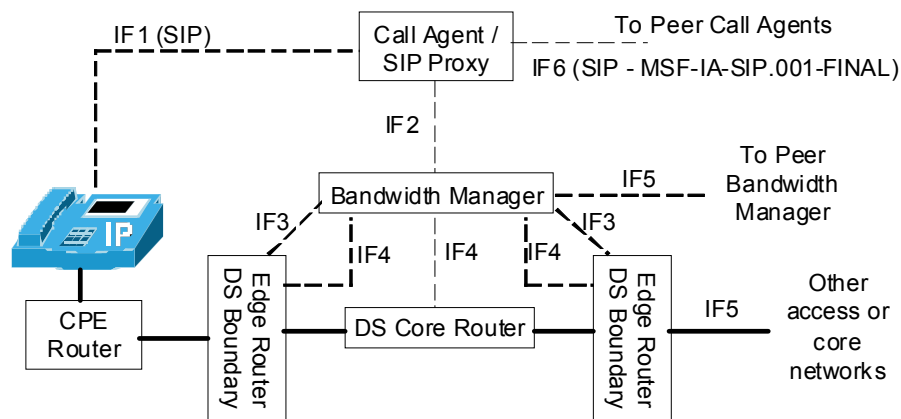 IF1 (SIP)
Call Agent /
SIP Proxy
To Peer Call Agents
IF6 (SIP - MSF-IA-SIP.001-FINAL)
IF2
Bandwidth Manager
IF5
To Peer
Bandwidth
Manager
IP
IF3
IF4
IF4
IF4
IF3
CPE
Router
Edge Router
DS Boundary
DS Core Router
Edge Router
DS Boundary
IF5
Other
access or
core
networks